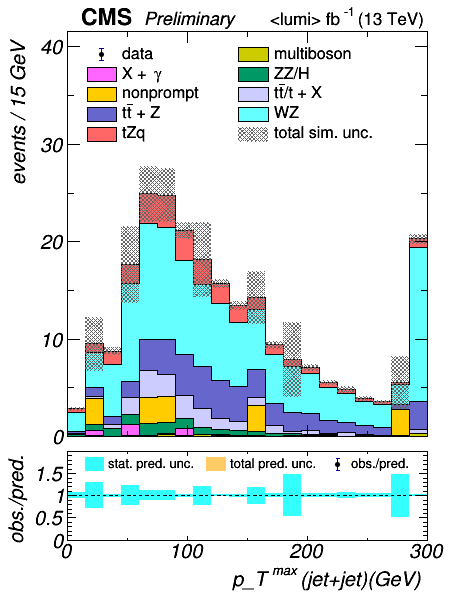 CMS Preliminary <lumi> fb⁻¹ (13 TeV)
events / 15 GeV
40
30
20
10
0
data
X + γ
nonprompt
tt̄ + Z
tZq
multiboson
ZZ/H
tt̄/t + X
WZ
total sim. unc.
obs./pred.
1.5
1
0.5
0
stat. pred. unc. total pred. unc. obs./pred.
0 100 200 300
p_T^max (jet+jet)(GeV)